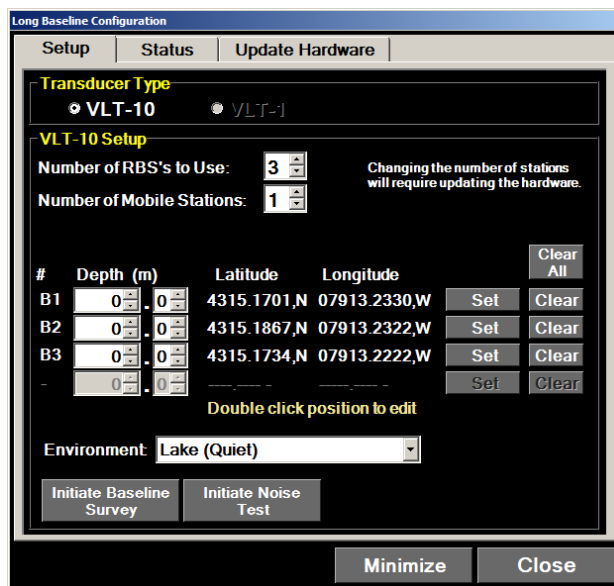 Long Baseline Configuration
Setup Status Update Hardware
Transducer Type
VLT-10 VLT-1
VLT-10 Setup
Number of RBS's to Use: 3
Changing the number of stations
will require updating the hardware.
Number of Mobile Stations: 1
Clear
All
# Depth (m) Latitude Longitude
B1 0 . 0 4315.1701,N 07913.2330,W Set Clear
B2 0 . 0 4315.1867,N 07913.2322,W Set Clear
B3 0 . 0 4315.1734,N 07913.2222,W Set Clear
- 0 . 0 ----.---- - -----.---- - Set Clear
Double click position to edit
Environment: Lake (Quiet)
Initiate Baseline
Survey
Initiate Noise
Test
Minimize Close